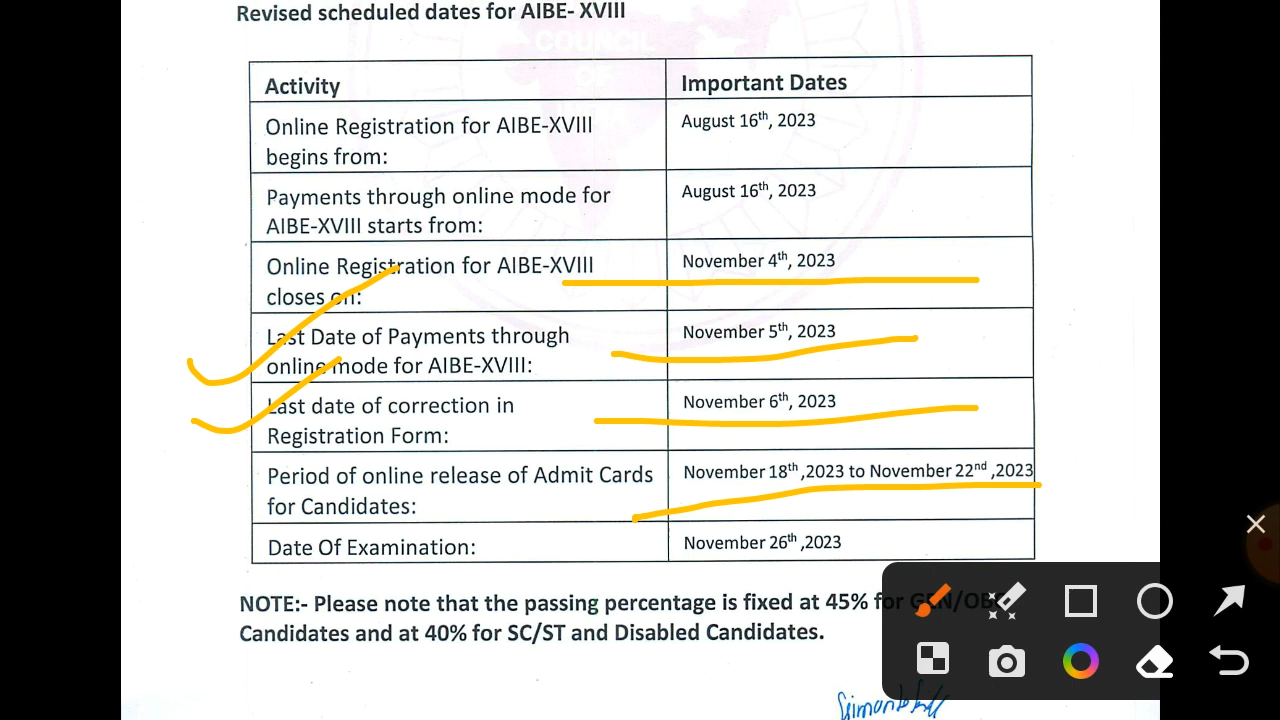 Revised scheduled dates for AIBE- XVIII
COUNCIL
Activity
Important Dates
Online Registration for AIBE-XVIII
begins from:
August 16th, 2023
Payments through online mode for
AIBE-XVIII starts from:
August 16th, 2023
Online Registration for AIBE-XVIII
closes on:
November 4th, 2023
Last Date of Payments through
online mode for AIBE-XVIII:
November 5th, 2023
Last date of correction in
Registration Form:
November 6th, 2023
Period of online release of Admit Cards
for Candidates:
November 18th ,2023 to November 22nd ,2023
Date Of Examination:
November 26th ,2023
NOTE:- Please note that the passing percentage is fixed at 45% for GEN/OBC
Candidates and at 40% for SC/ST and Disabled Candidates.